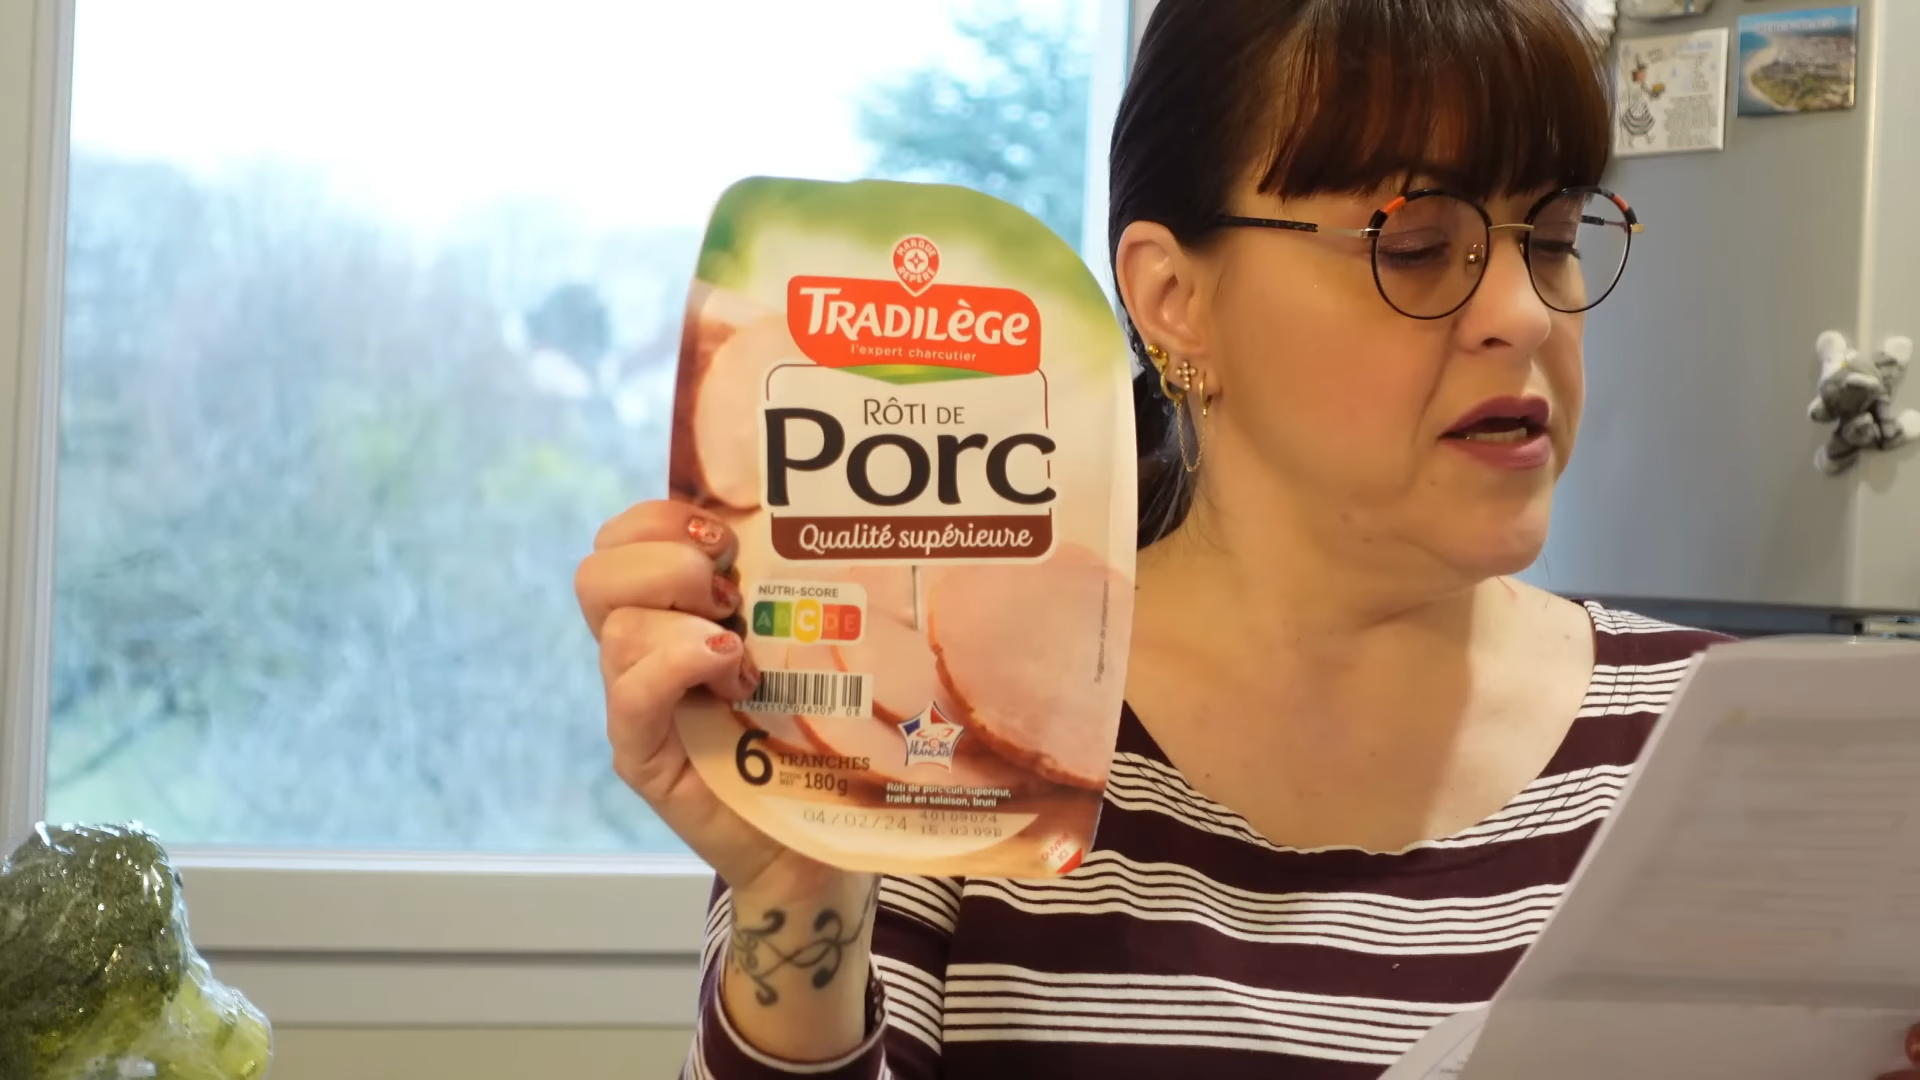 MARQUE
REPÈRE
TRADILÈGE
l'expert charcutier
RÔTI DE
Porc
Qualité supérieure
NUTRI-SCORE
A B C D E
6 TRANCHES
180g
LE PORC
FRANÇAIS
Rôti de porc cuit supérieur,
traité en salaison, bruni
04/02/24
40109074